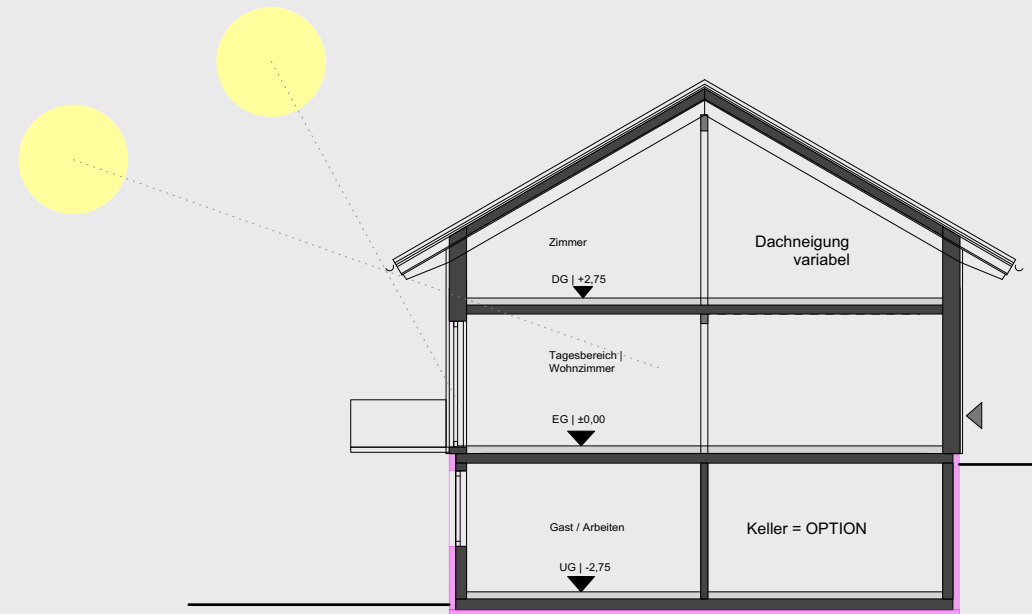 Zimmer
Dachneigung
variabel
DG | +2,75
Tagesbereich |
Wohnzimmer
EG | ±0,00
Gast / Arbeiten
Keller = OPTION
UG | -2,75